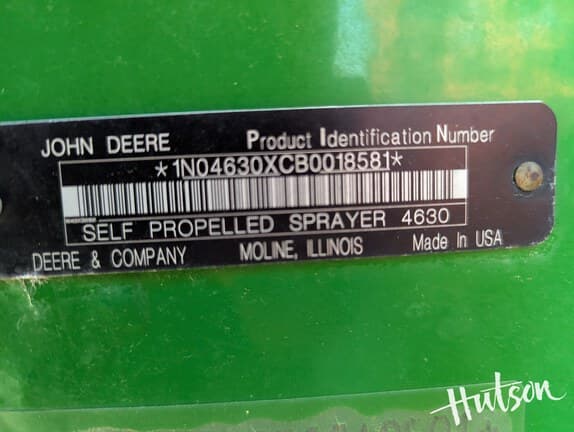 JOHN DEERE Product Identification Number
*1N04630XCB0018581*
SELF PROPELLED SPRAYER 4630
DEERE & COMPANY MOLINE, ILLINOIS Made In USA
Hutson